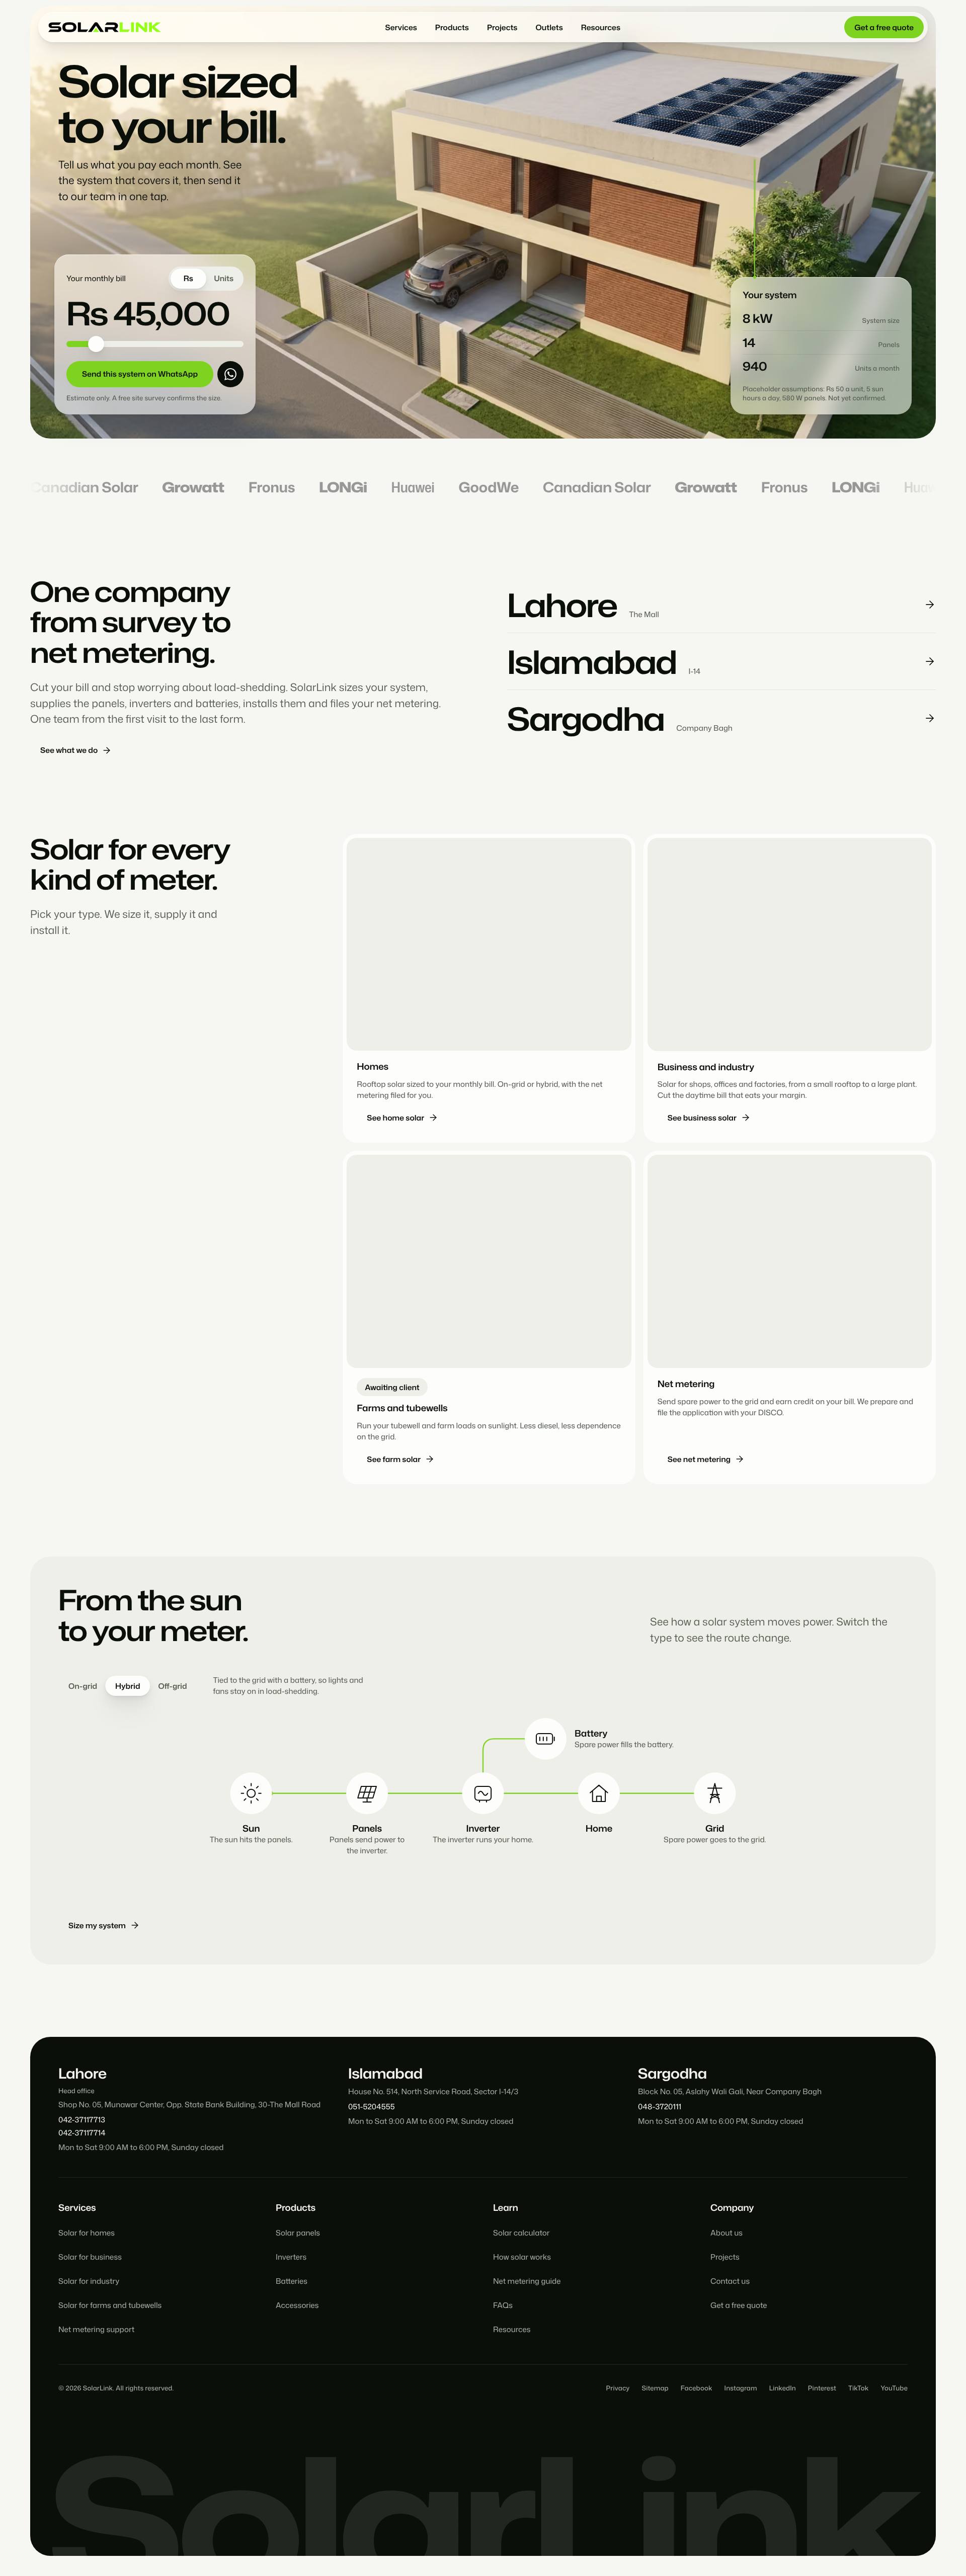 SOLARLINK
Services Products Projects Outlets Resources
Get a free quote
Solar sized
to your bill.
Tell us what you pay each month. See
the system that covers it, then send it
to our team in one tap.
Your monthly bill
Rs Units
Rs 45,000
Send this system on WhatsApp
Estimate only. A free site survey confirms the size.
Your system
8 kW System size
14 Panels
940 Units a month
Placeholder assumptions: Rs 50 a unit, 5 sun
hours a day, 580 W panels. Not yet confirmed.
Canadian Solar Growatt Fronus LONGi Huawei GoodWe Canadian Solar Growatt Fronus LONGi
One company
from survey to
net metering.
Cut your bill and stop worrying about load-shedding. SolarLink sizes your system,
supplies the panels, inverters and batteries, installs them and files your net metering.
One team from the first visit to the last form.
See what we do
Lahore The Mall
Islamabad I-14
Sargodha Company Bagh
Solar for every
kind of meter.
Pick your type. We size it, supply it and
install it.
Homes
Rooftop solar sized to your monthly bill. On-grid or hybrid, with the net
metering filed for you.
See home solar
Business and industry
Solar for shops, offices and factories, from a small rooftop to a large plant.
Cut the daytime bill that eats your margin.
See business solar
Awaiting client
Farms and tubewells
Run your tubewell and farm loads on sunlight. Less diesel, less dependence
on the grid.
See farm solar
Net metering
Send spare power to the grid and earn credit on your bill. We prepare and
file the application with your DISCO.
See net metering
From the sun
to your meter.
See how a solar system moves power. Switch the
type to see the route change.
On-grid Hybrid Off-grid
Tied to the grid with a battery, so lights and
fans stay on in load-shedding.
Battery
Spare power fills the battery.
Sun
The sun hits the panels.
Panels
Panels send power to
the inverter.
Inverter
The inverter runs your home.
Home
Grid
Spare power goes to the grid.
Size my system
Lahore
Head office
Shop No. 05, Munawar Center, Opp. State Bank Building, 30-The Mall Road
042-37117713
042-37117714
Mon to Sat 9:00 AM to 6:00 PM, Sunday closed
Islamabad
House No. 514, North Service Road, Sector I-14/3
051-5204555
Mon to Sat 9:00 AM to 6:00 PM, Sunday closed
Sargodha
Block No. 05, Aslahy Wali Gali, Near Company Bagh
048-3720111
Mon to Sat 9:00 AM to 6:00 PM, Sunday closed
Services
Solar for homes
Solar for business
Solar for industry
Solar for farms and tubewells
Net metering support
Products
Solar panels
Inverters
Batteries
Accessories
Learn
Solar calculator
How solar works
Net metering guide
FAQs
Resources
Company
About us
Projects
Contact us
Get a free quote
© 2026 SolarLink. All rights reserved.
Privacy Sitemap Facebook Instagram LinkedIn Pinterest TikTok YouTube
SolarLink